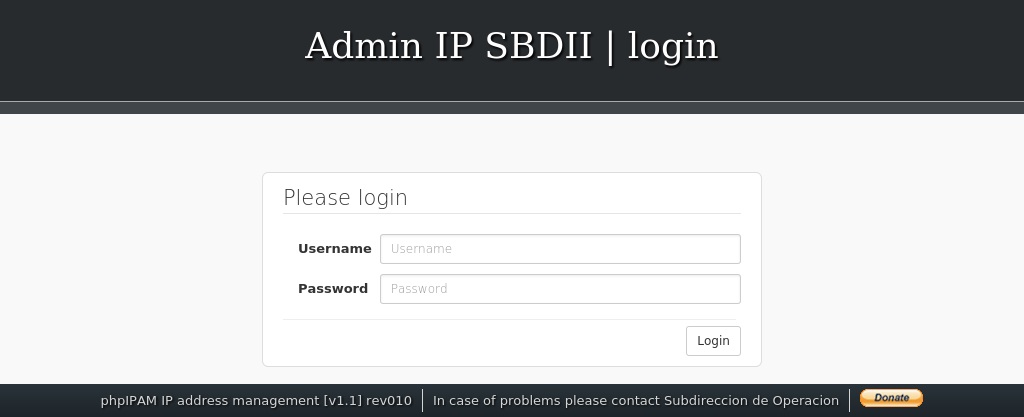 Admin IP SBDII | login
Please login
Username Username
Password Password
Login
phpIPAM IP address management [v1.1] rev010 In case of problems please contact Subdireccion de Operacion Donate